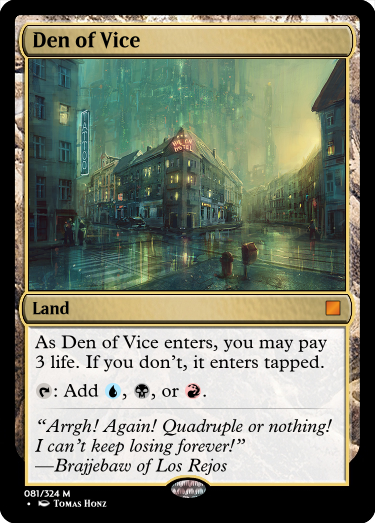 Den of Vice
Land
As Den of Vice enters, you may pay
3 life. If you don't, it enters tapped.
: Add , , or .
"Arrgh! Again! Quadruple or nothing!
I can't keep losing forever!"
—Brajjebaw of Los Rejos
081/324 M
• Tomas Honz